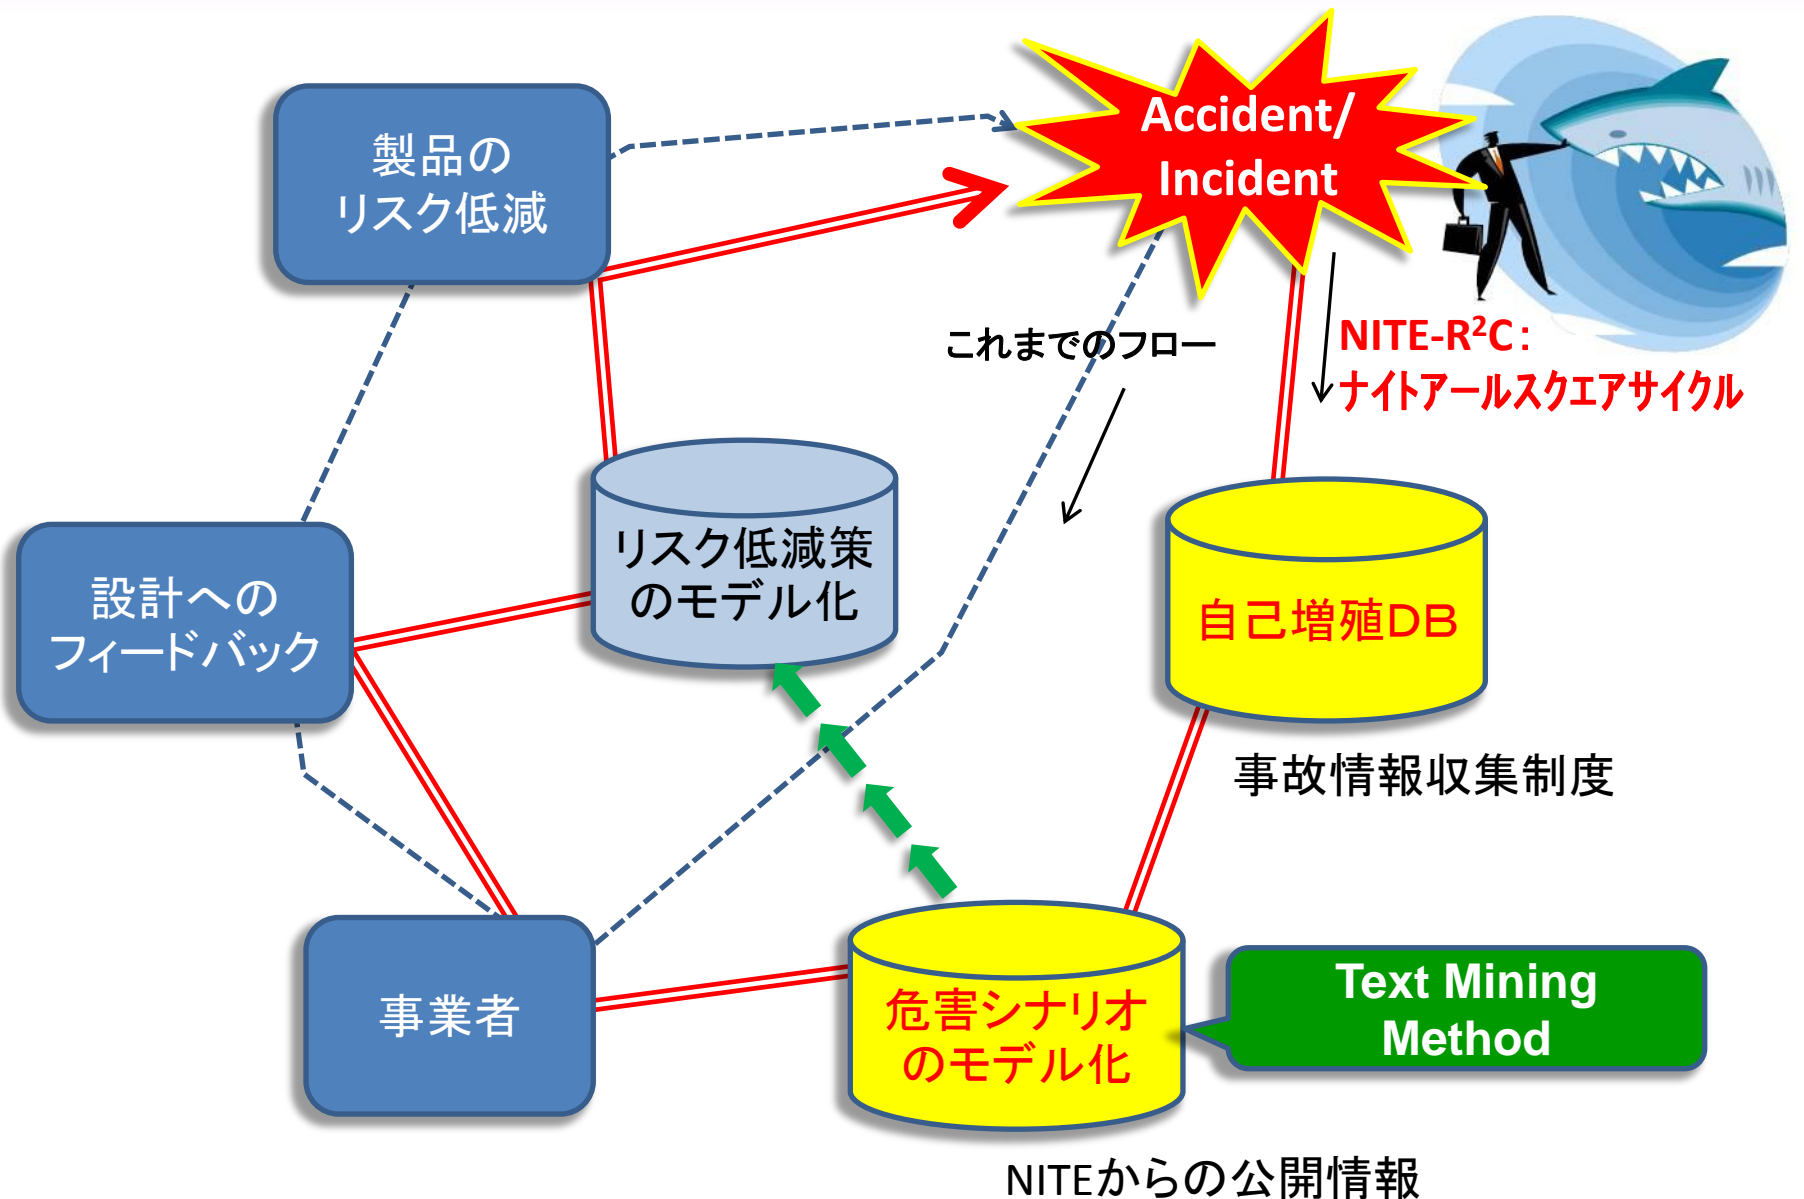 Accident/
Incident
製品の
リスク低減
これまでのフロー
NITE-R²C：
ナイトアールスクエアサイクル
リスク低減策
のモデル化
設計への
フィードバック
自己増殖ＤＢ
事故情報収集制度
事業者
危害シナリオ
のモデル化
Text Mining
Method
NITEからの公開情報